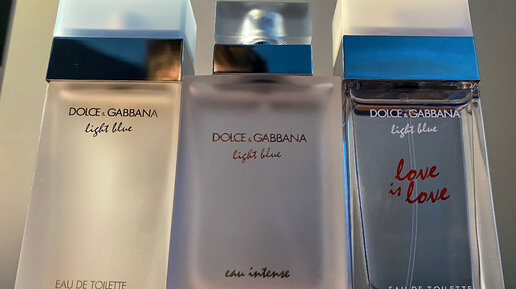 DOLCE & GABBANA
light blue
EAU DE TOILETTE
DOLCE & GABBANA
light blue
eau intense
DOLCE & GABBANA
light blue
love
is love
EAU DE TOILETTE